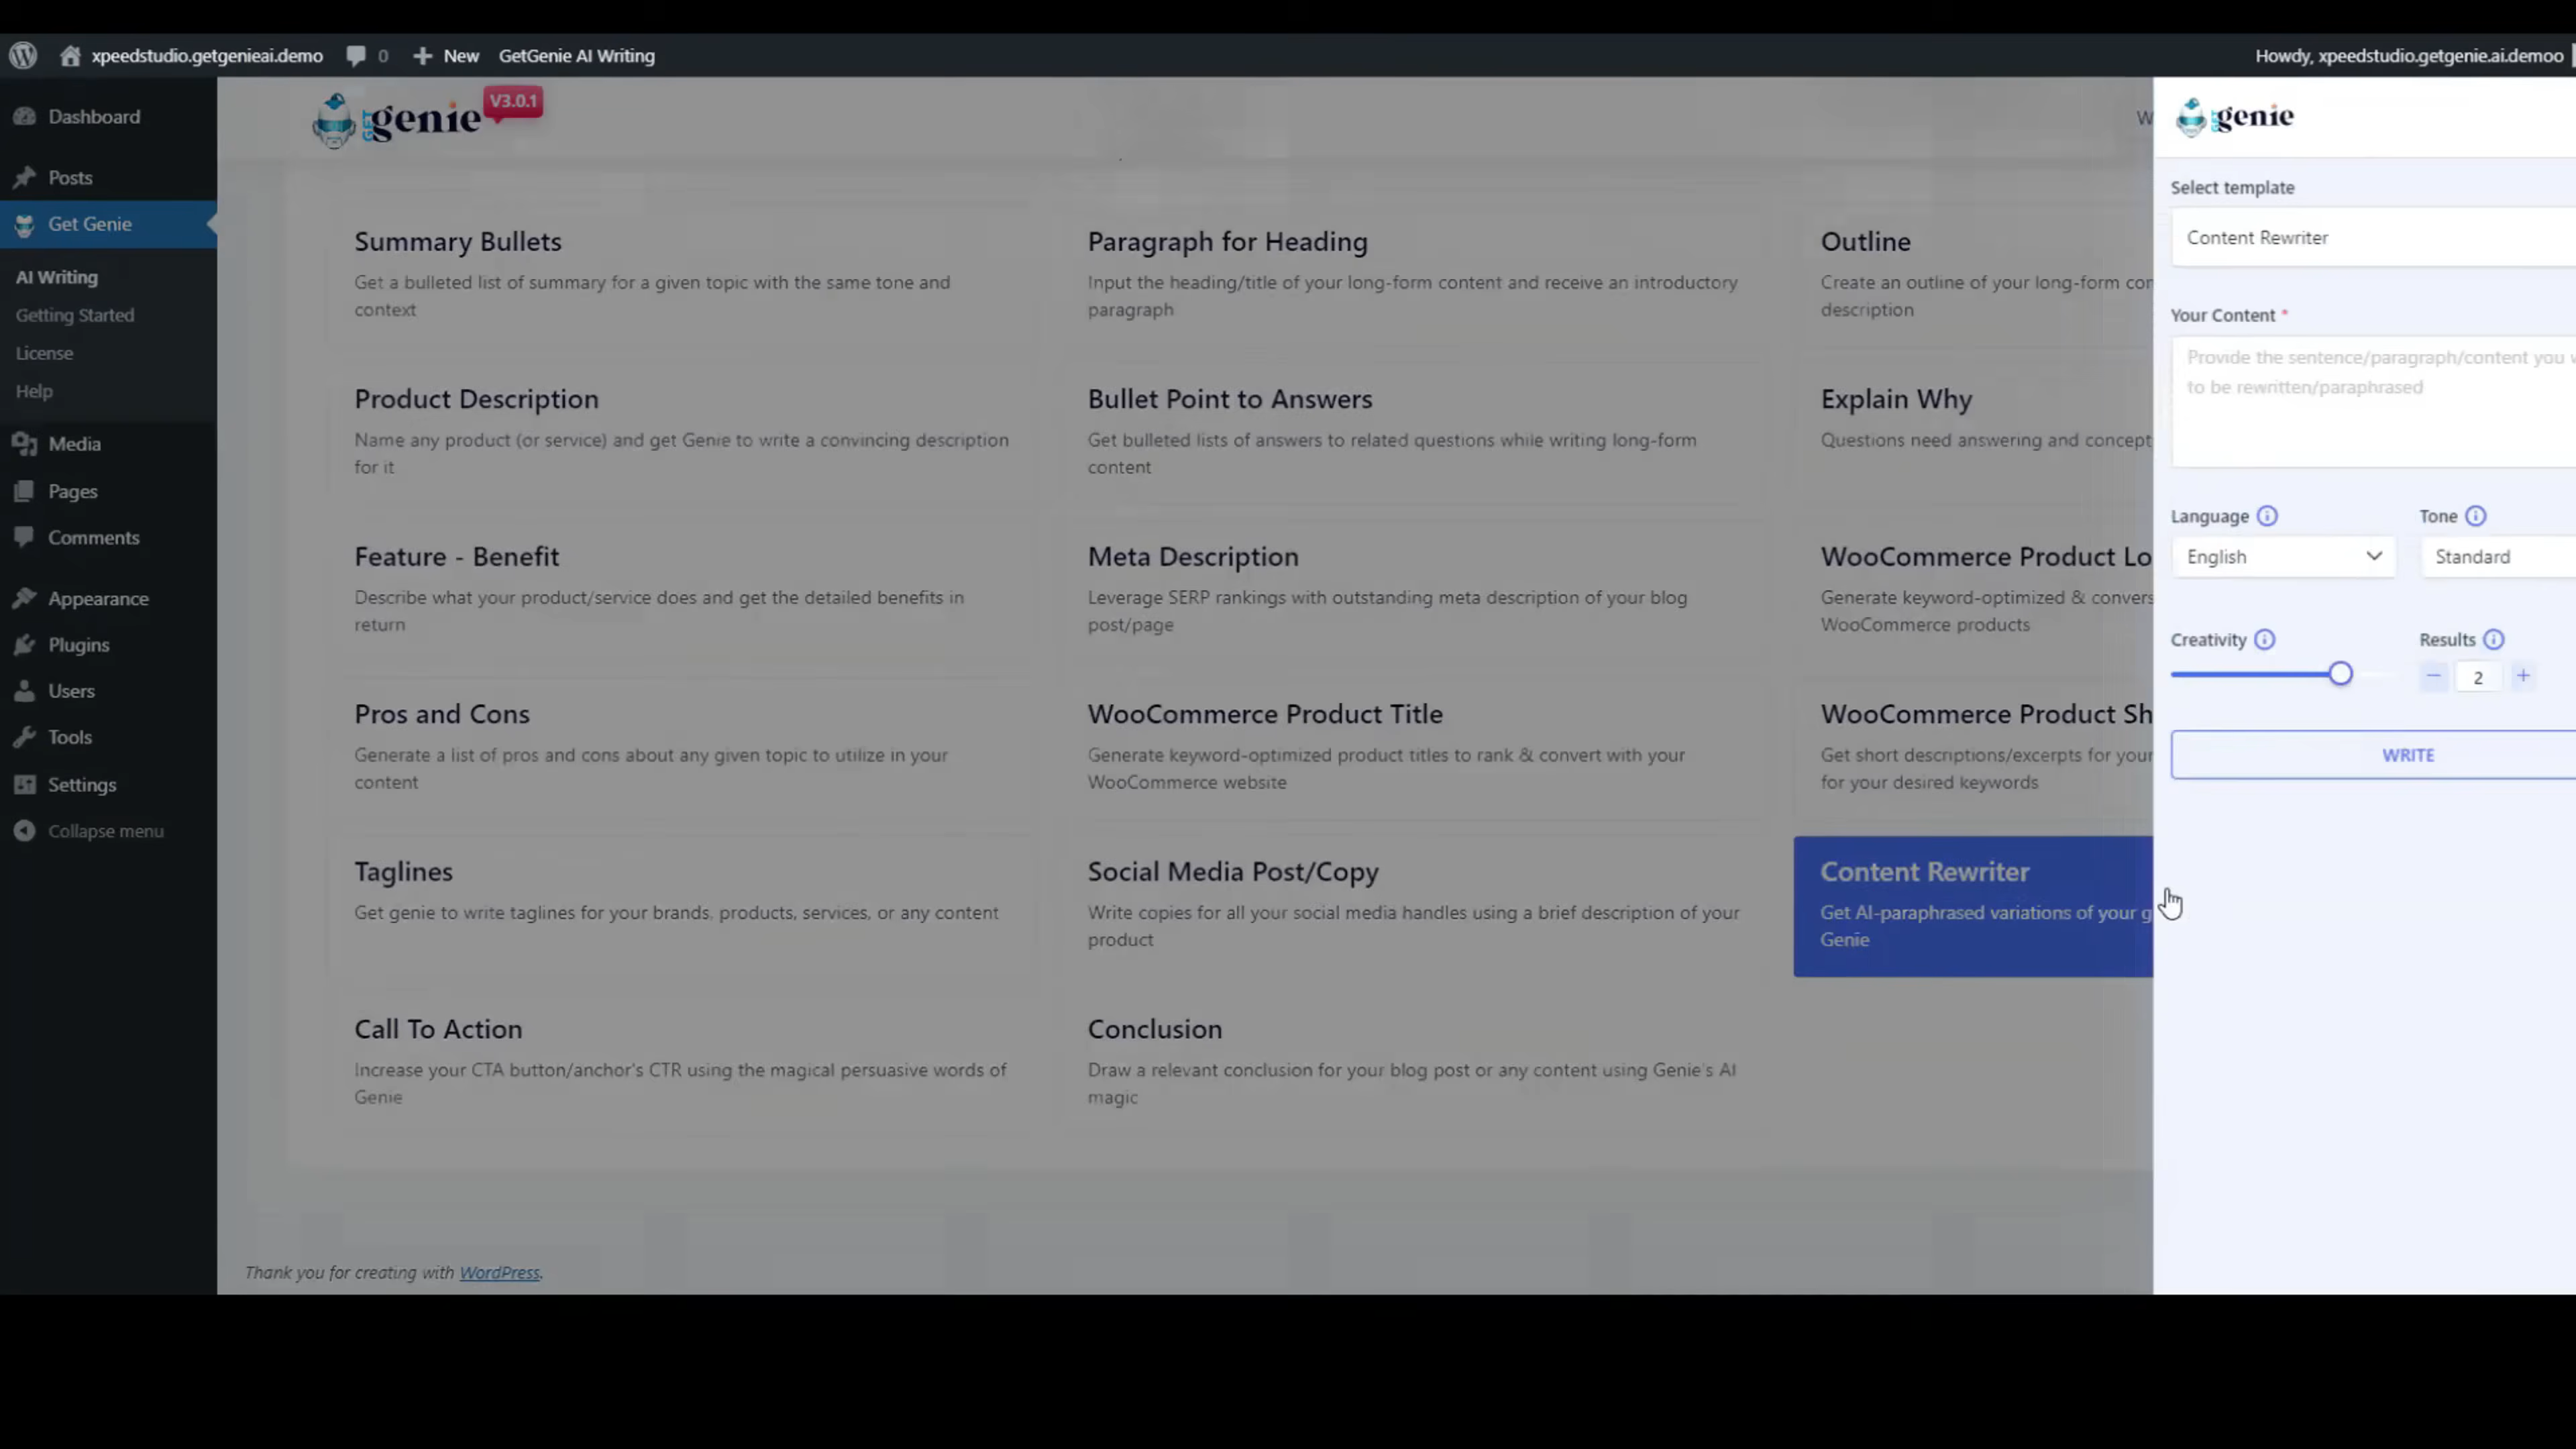 xpeedstudio.getgenieai.demo 0 New GetGenie AI Writing Howdy, xpeedstudio.getgenie.ai.demoo
Dashboard
Posts
Get Genie
AI Writing
Getting Started
License
Help
Media
Pages
Comments
Appearance
Plugins
Users
Tools
Settings
Collapse menu
GET genie V3.0.1
W
Summary Bullets
Get a bulleted list of summary for a given topic with the same tone and
context
Paragraph for Heading
Input the heading/title of your long-form content and receive an introductory
paragraph
Outline
Create an outline of your long-form con
description
Product Description
Name any product (or service) and get Genie to write a convincing description
for it
Bullet Point to Answers
Get bulleted lists of answers to related questions while writing long-form
content
Explain Why
Questions need answering and concept
Feature - Benefit
Describe what your product/service does and get the detailed benefits in
return
Meta Description
Leverage SERP rankings with outstanding meta description of your blog
post/page
WooCommerce Product Lo
Generate keyword-optimized & convers
WooCommerce products
Pros and Cons
Generate a list of pros and cons about any given topic to utilize in your
content
WooCommerce Product Title
Generate keyword-optimized product titles to rank & convert with your
WooCommerce website
WooCommerce Product Sh
Get short descriptions/excerpts for your
for your desired keywords
Taglines
Get genie to write taglines for your brands, products, services, or any content
Social Media Post/Copy
Write copies for all your social media handles using a brief description of your
product
Content Rewriter
Get AI-paraphrased variations of your g
Genie
Call To Action
Increase your CTA button/anchor's CTR using the magical persuasive words of
Genie
Conclusion
Draw a relevant conclusion for your blog post or any content using Genie's AI
magic
Thank you for creating with WordPress.
GET genie
Select template
Content Rewriter
Your Content *
Provide the sentence/paragraph/content you w
to be rewritten/paraphrased
Language Tone
English Standard
Creativity Results
− 2 +
WRITE